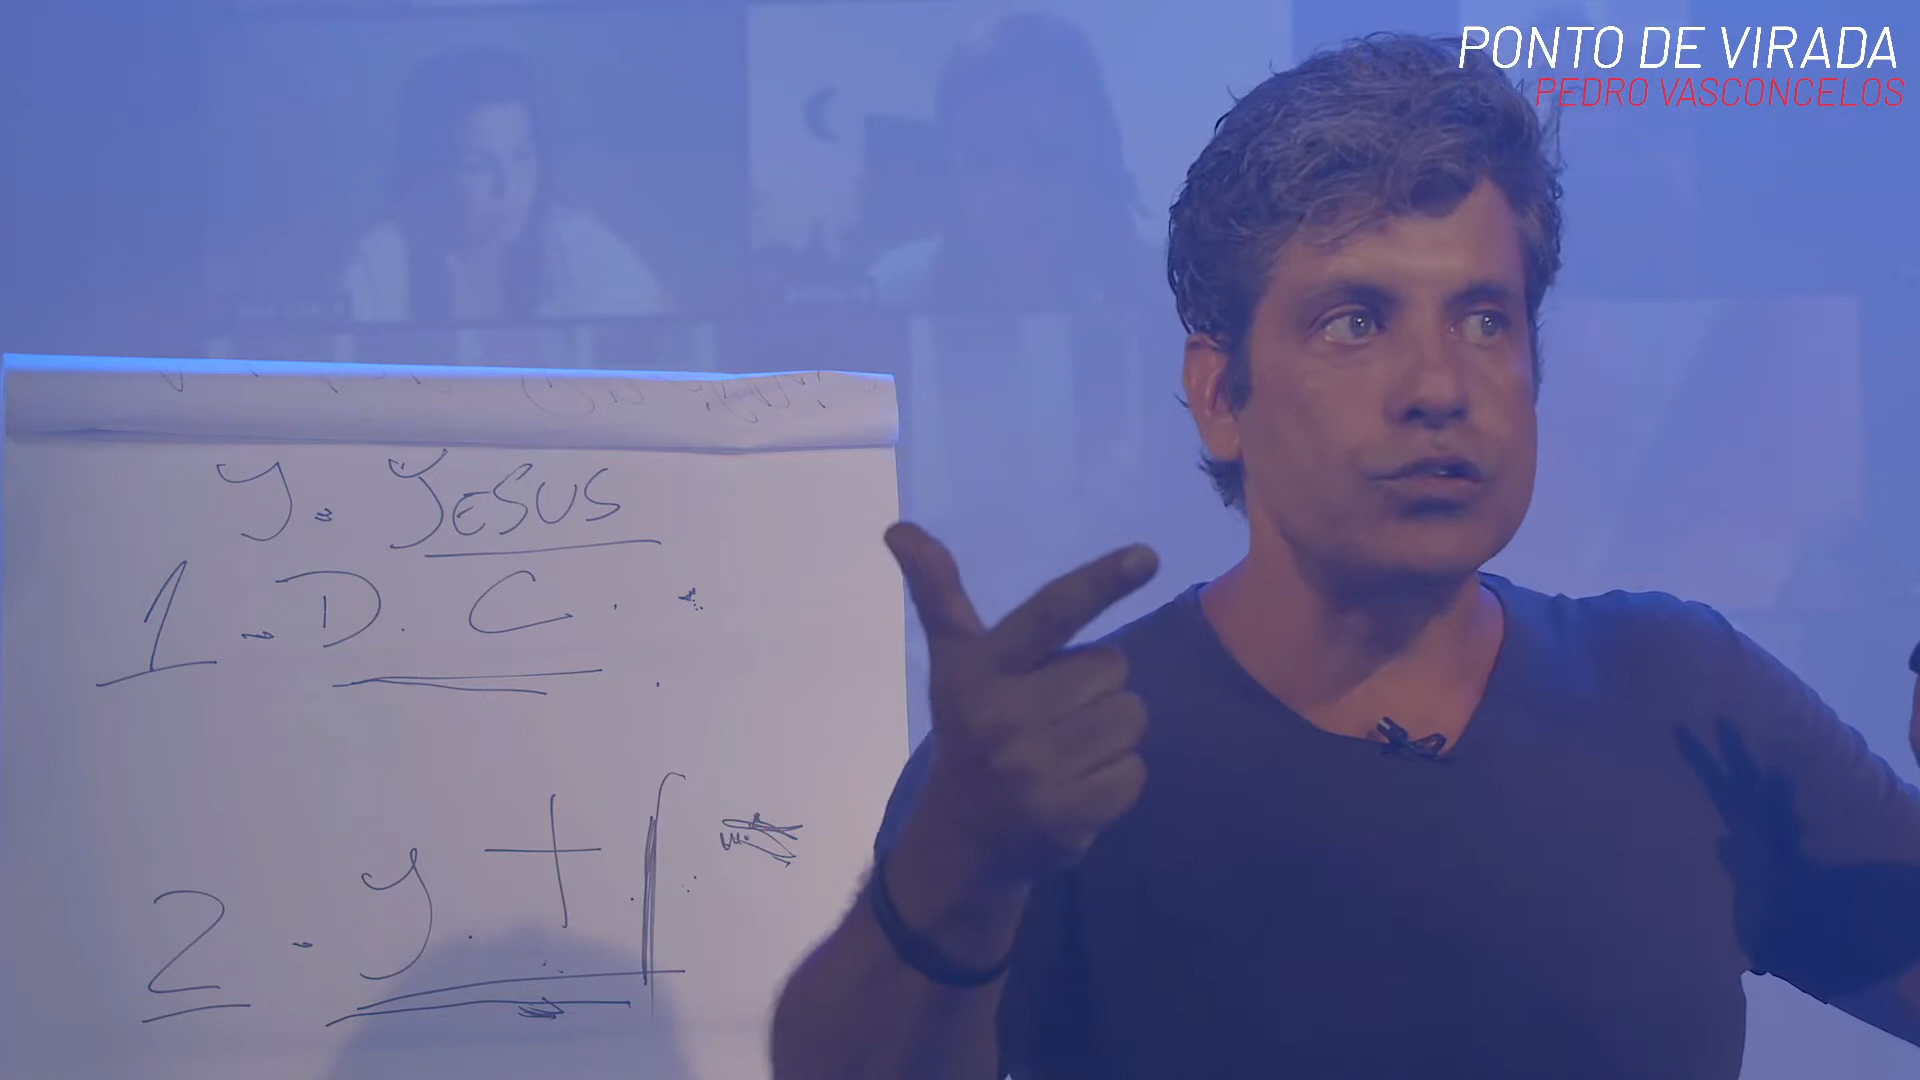 PONTO DE VIRADA
PEDRO VASCONCELOS
J = JESUS
1 - D. C.
2 -